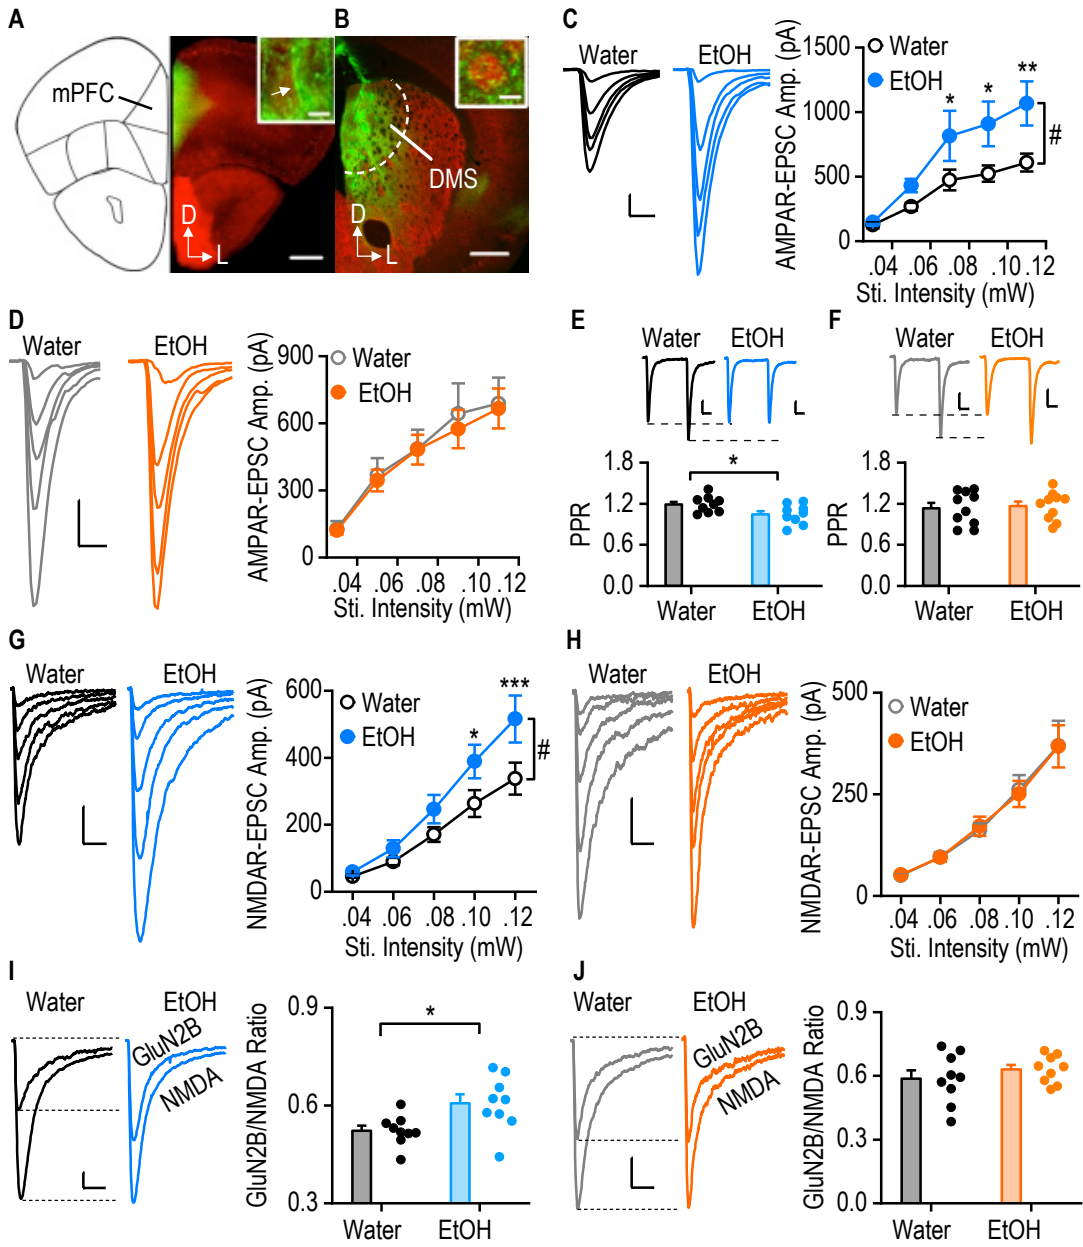 A
mPFC
D
L
B
DMS
D
L
C
Water
EtOH
AMPAR-EPSC Amp. (pA)
1500
1000
500
0
Water
EtOH
*
*
**
#
.04 .06 .08 .10 .12
Sti. Intensity (mW)
D
Water
EtOH
AMPAR-EPSC Amp. (pA)
900
600
300
0
Water
EtOH
.04 .06 .08 .10 .12
Sti. Intensity (mW)
E
Water
EtOH
PPR
1.8
1.2
0.6
0.0
*
Water
EtOH
F
Water
EtOH
PPR
1.8
1.2
0.6
0.0
Water
EtOH
G
Water
EtOH
NMDAR-EPSC Amp. (pA)
600
400
200
0
Water
EtOH
*
***
#
.04 .06 .08 .10 .12
Sti. Intensity (mW)
H
Water
EtOH
NMDAR-EPSC Amp. (pA)
500
250
0
Water
EtOH
.04 .06 .08 .10 .12
Sti. Intensity (mW)
I
Water
EtOH
GluN2B
NMDA
GluN2B/NMDA Ratio
0.9
0.6
0.3
*
Water
EtOH
J
Water
EtOH
GluN2B
NMDA
GluN2B/NMDA Ratio
0.9
0.6
0.3
0.0
Water
EtOH